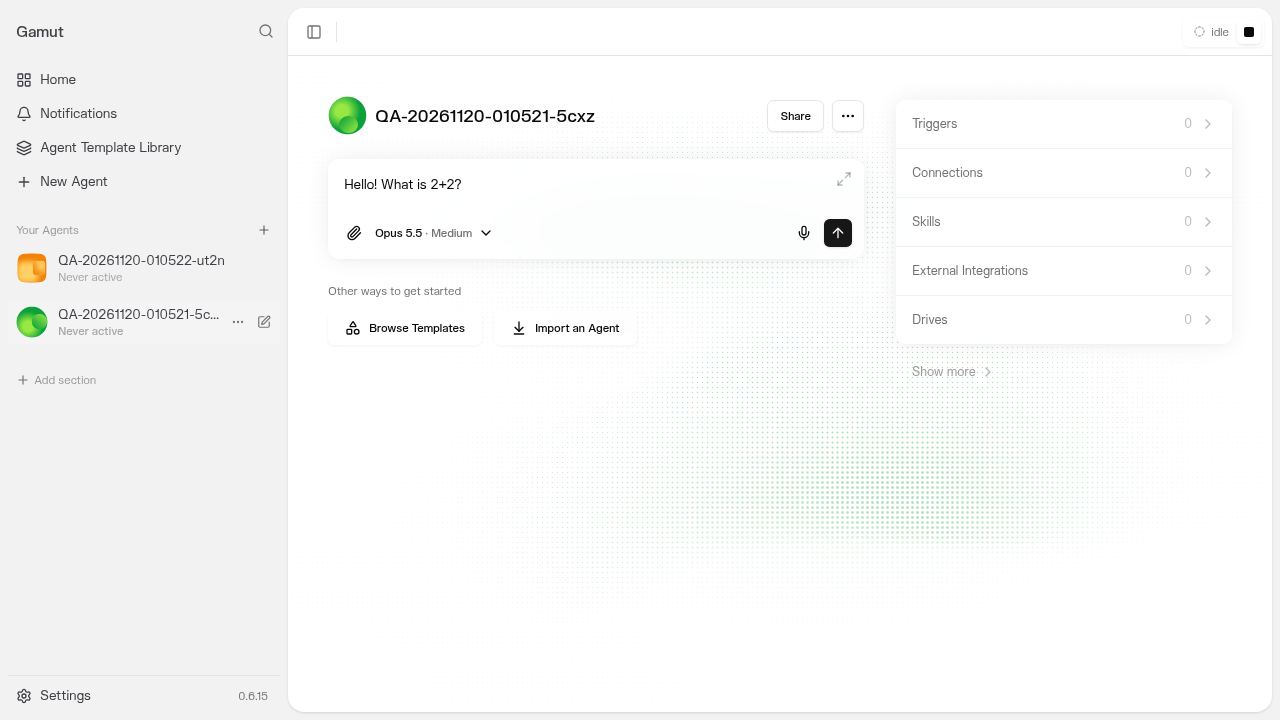 Gamut
Home
Notifications
Agent Template Library
New Agent
Your Agents
QA-20261120-010522-ut2n
Never active
QA-20261120-010521-5c...
Never active
Add section
Settings
0.6.15
idle
QA-20261120-010521-5cxz
Share
Hello! What is 2+2?
Opus 5.5 · Medium
Other ways to get started
Browse Templates
Import an Agent
Triggers 0
Connections 0
Skills 0
External Integrations 0
Drives 0
Show more